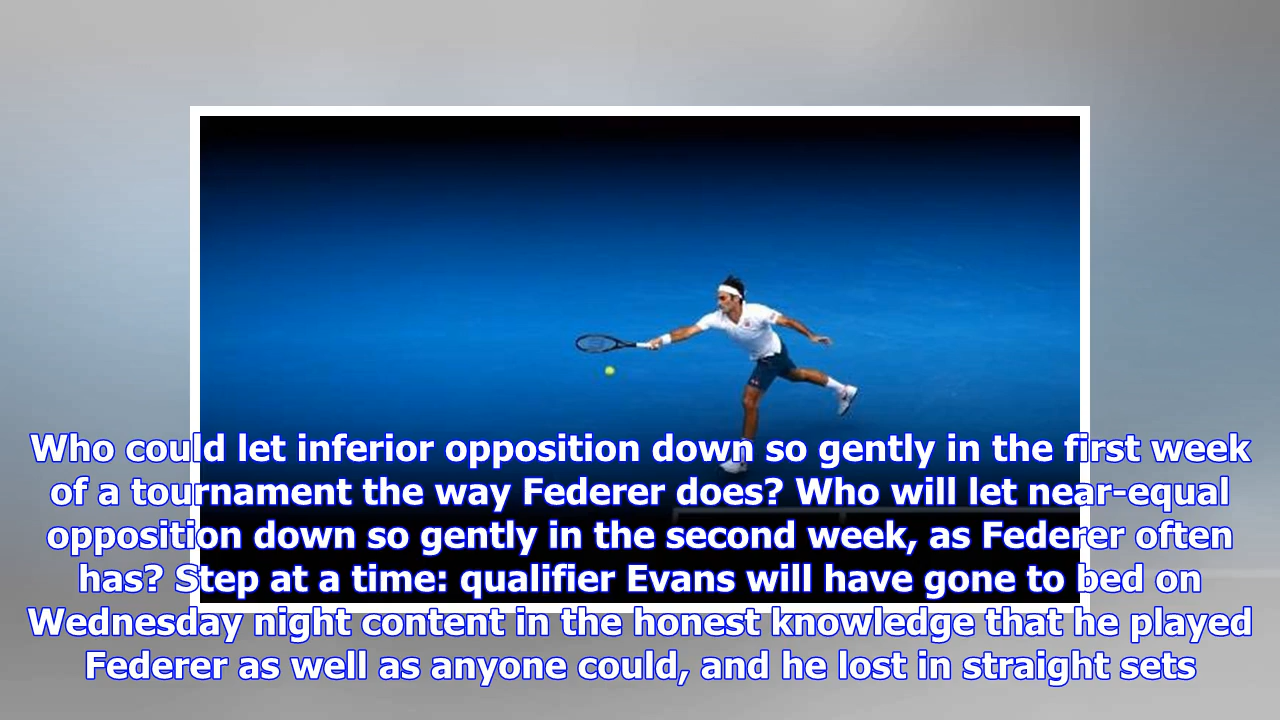 Who could let inferior opposition down so gently in the first week
of a tournament the way Federer does? Who will let near-equal
opposition down so gently in the second week, as Federer often
has? Step at a time: qualifier Evans will have gone to bed on
Wednesday night content in the honest knowledge that he played
Federer as well as anyone could, and he lost in straight sets